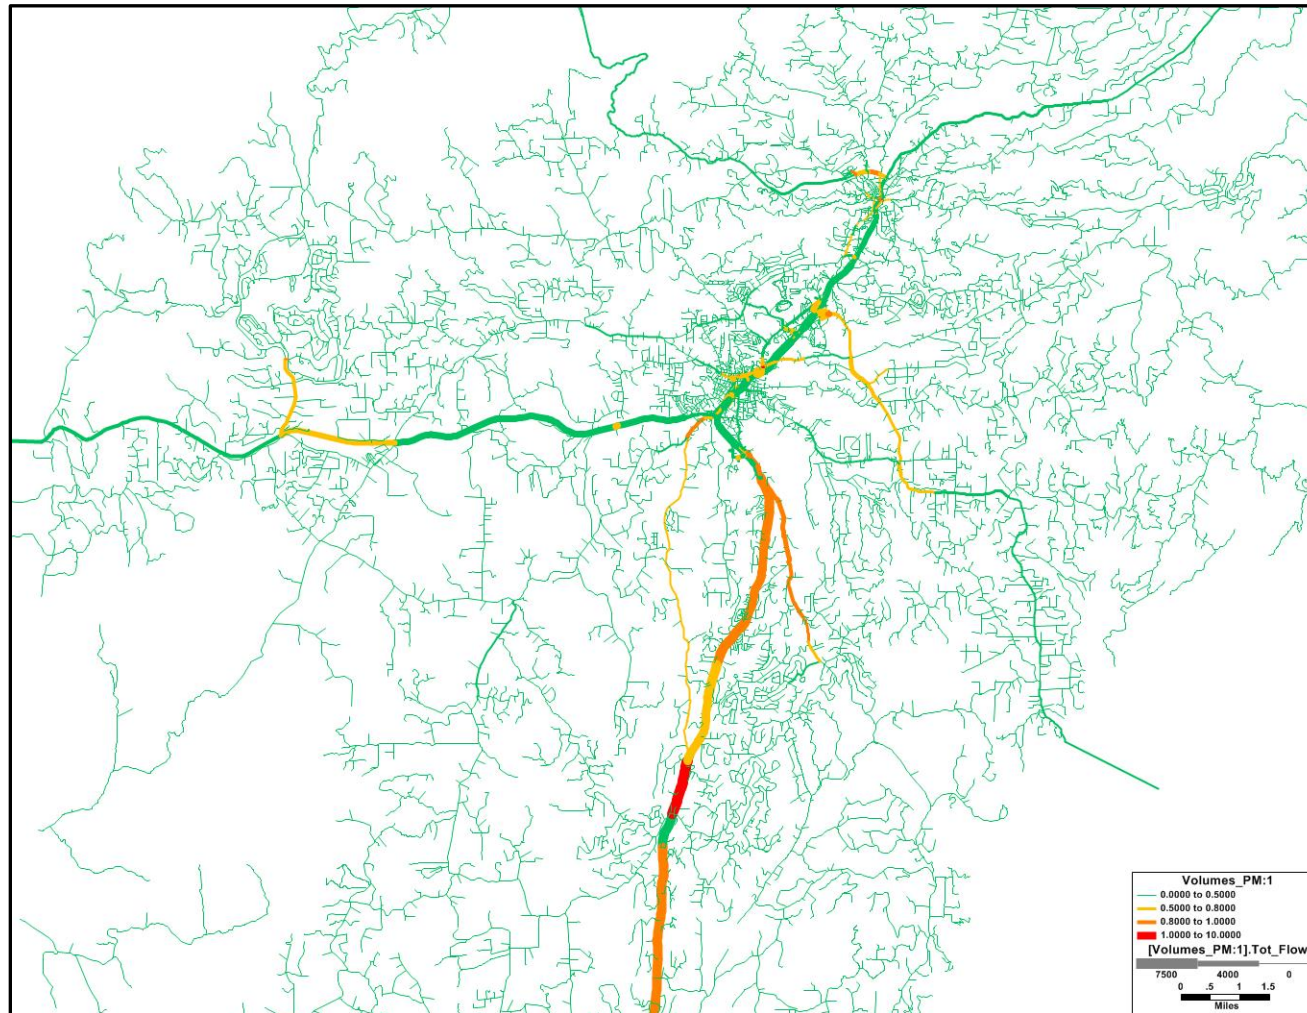 Volumes_PM:1
0.0000 to 0.5000
0.5000 to 0.8000
0.8000 to 1.0000
1.0000 to 10.0000
[Volumes_PM:1].Tot_Flow
7500 4000 0
0 .5 1 1.5
Miles